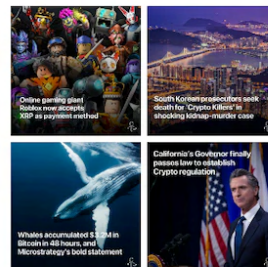 Online gaming giant
Roblox now accepts
XRP as payment method
South Korean prosecutors seek
death for 'Crypto Killers' in
shocking kidnap-murder case
Whales accumulated $3.2M in
Bitcoin in 48 hours, and
Microstrategy's bold statement
California's Governor finally
passes law to establish
Crypto regulation